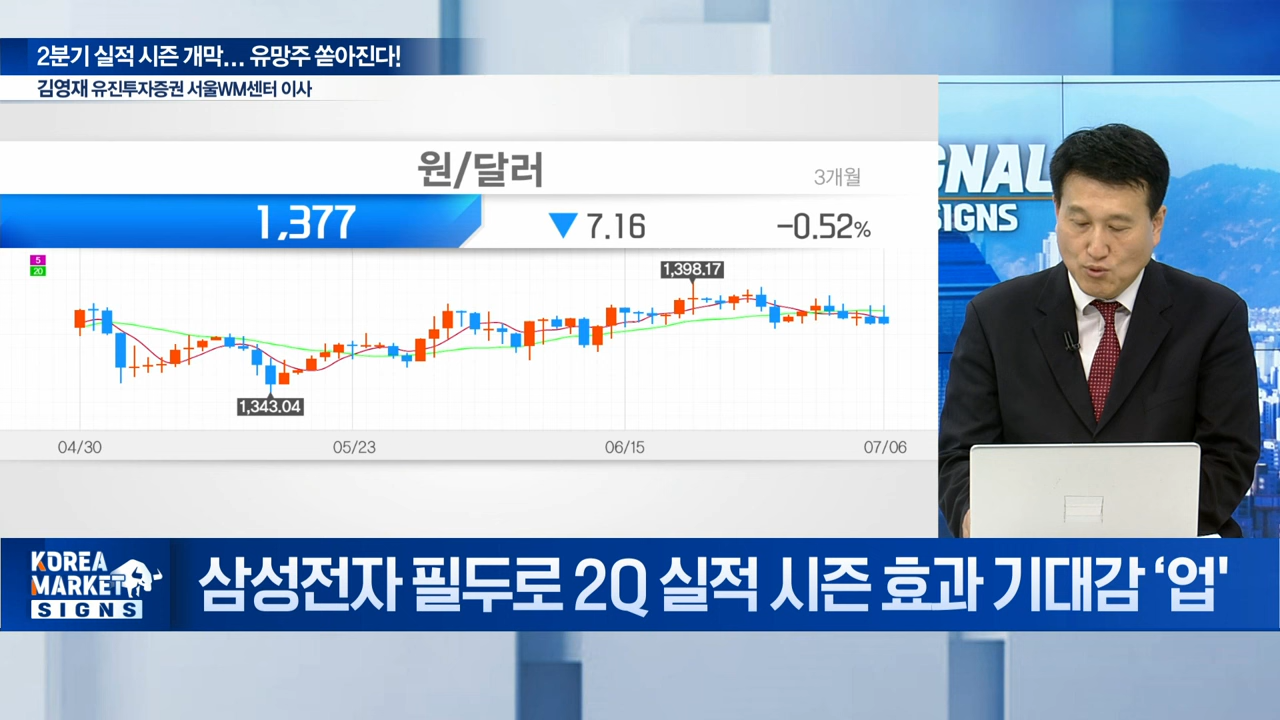 2분기 실적 시즌 개막... 유망주 쏟아진다!
김영재 유진투자증권 서울WM센터 이사
원/달러
3개월
1,377
▼ 7.16
-0.52%
5
20
1,398.17
1,343.04
04/30
05/23
06/15
07/06
GNAL
SIGNS
KOREA
MARKET
SIGNS
삼성전자 필두로 2Q 실적 시즌 효과 기대감 ‘업'